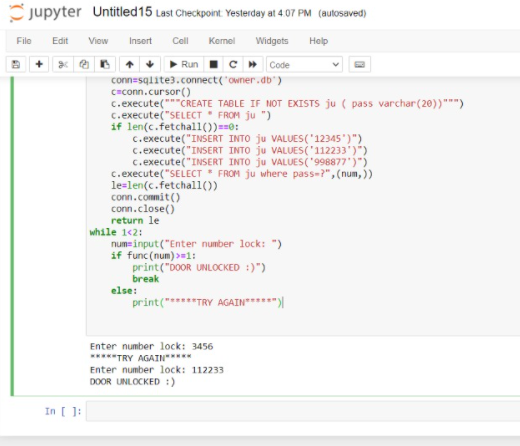 jupyter Untitled15 Last Checkpoint: Yesterday at 4:07 PM (autosaved)
File Edit View Insert Cell Kernel Widgets Help
Run Code
conn=sqlite3.connect('owner.db')
c=conn.cursor()
c.execute("""CREATE TABLE IF NOT EXISTS ju ( pass varchar(20))""")
c.execute("SELECT * FROM ju ")
if len(c.fetchall())==0:
c.execute("INSERT INTO ju VALUES('12345')")
c.execute("INSERT INTO ju VALUES('112233')")
c.execute("INSERT INTO ju VALUES('998877')")
c.execute("SELECT * FROM ju where pass=?",(num,))
le=len(c.fetchall())
conn.commit()
conn.close()
return le
while 1<2:
num=input("Enter number lock: ")
if func(num)>=1:
print("DOOR UNLOCKED :)")
break
else:
print("*****TRY AGAIN*****")
Enter number lock: 3456
*****TRY AGAIN*****
Enter number lock: 112233
DOOR UNLOCKED :)
In [ ]: